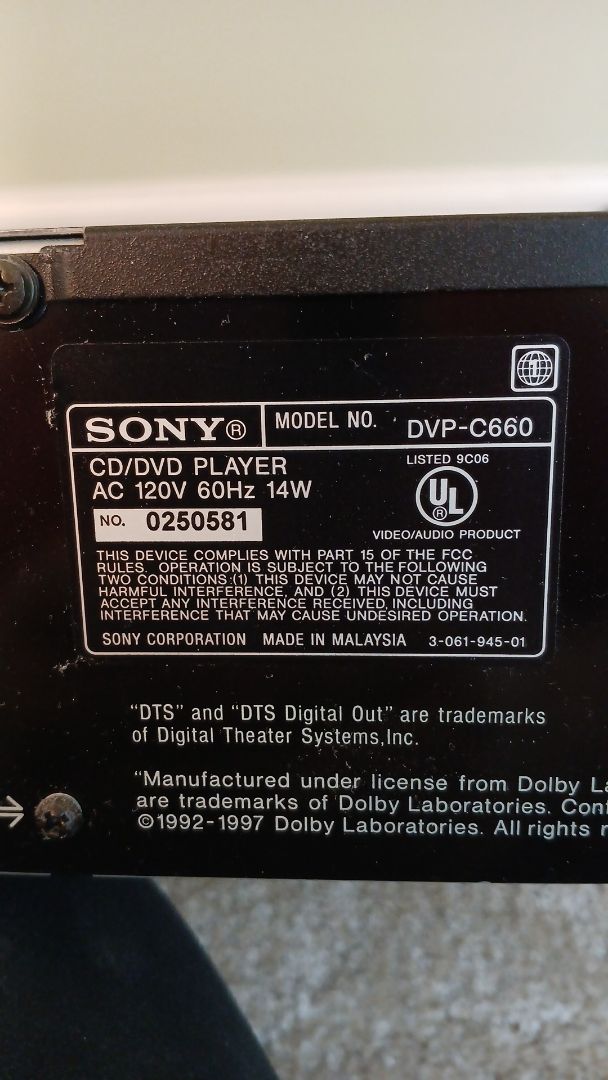 1
SONY® MODEL NO. DVP-C660
CD/DVD PLAYER
AC 120V 60Hz 14W
NO. 0250581
LISTED 9C06
UL®
VIDEO/AUDIO PRODUCT
THIS DEVICE COMPLIES WITH PART 15 OF THE FCC
RULES. OPERATION IS SUBJECT TO THE FOLLOWING
TWO CONDITIONS:(1) THIS DEVICE MAY NOT CAUSE
HARMFUL INTERFERENCE, AND (2) THIS DEVICE MUST
ACCEPT ANY INTERFERENCE RECEIVED, INCLUDING
INTERFERENCE THAT MAY CAUSE UNDESIRED OPERATION.
SONY CORPORATION MADE IN MALAYSIA 3-061-945-01
"DTS" and "DTS Digital Out" are trademarks
of Digital Theater Systems,Inc.
"Manufactured under license from Dolby
are trademarks of Dolby Laboratories.
©1992-1997 Dolby Laboratories. All rights